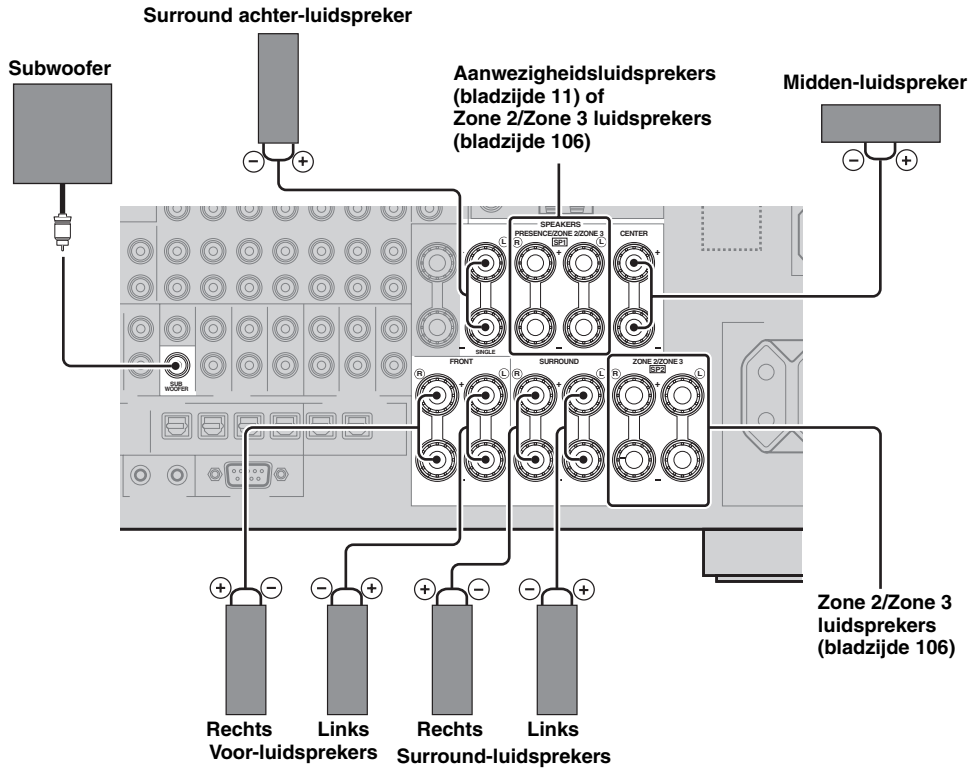 Surround achter-luidspreker
Subwoofer
Aanwezigheidsluidsprekers
(bladzijde 11) of
Zone 2/Zone 3 luidsprekers
(bladzijde 106)
Midden-luidspreker
− +
− +
SPEAKERS
PRESENCE/ZONE 2/ZONE 3
SP1
CENTER
L
R
L
+
+
−
−
−
SINGLE
SUB
WOOFER
FRONT
SURROUND
ZONE 2/ZONE 3
SP2
R
+
L
R
+
L
R
+
L
-
-
−
+ −
− +
+ −
− +
Zone 2/Zone 3
luidsprekers
(bladzijde 106)
Rechts
Links
Rechts
Links
Voor-luidsprekers
Surround-luidsprekers